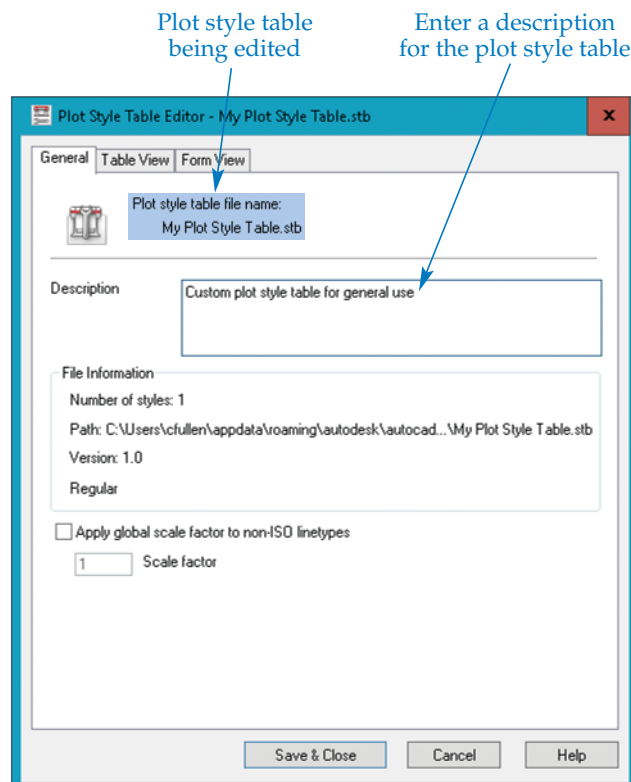 Plot style table
being edited
Enter a description
for the plot style table
Plot Style Table Editor - My Plot Style Table.stb
x
General Table View Form View
Plot style table file name:
My Plot Style Table.stb
Description
Custom plot style table for general use
File Information
Number of styles: 1
Path: C:\Users\cfullen\appdata\roaming\autodesk\autocad...\My Plot Style Table.stb
Version: 1.0
Regular
Apply global scale factor to non-ISO linetypes
1 Scale factor
Save & Close Cancel Help